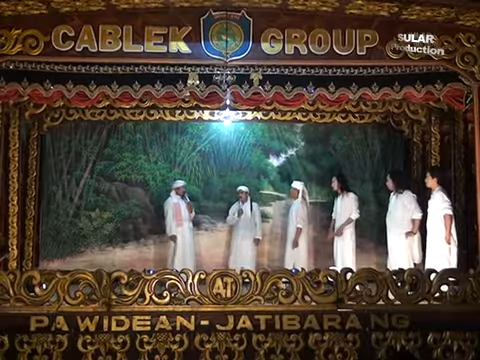 CABLEK GROUP
SULAR
Production
AT
PAWIDEAN-JATIBARANG